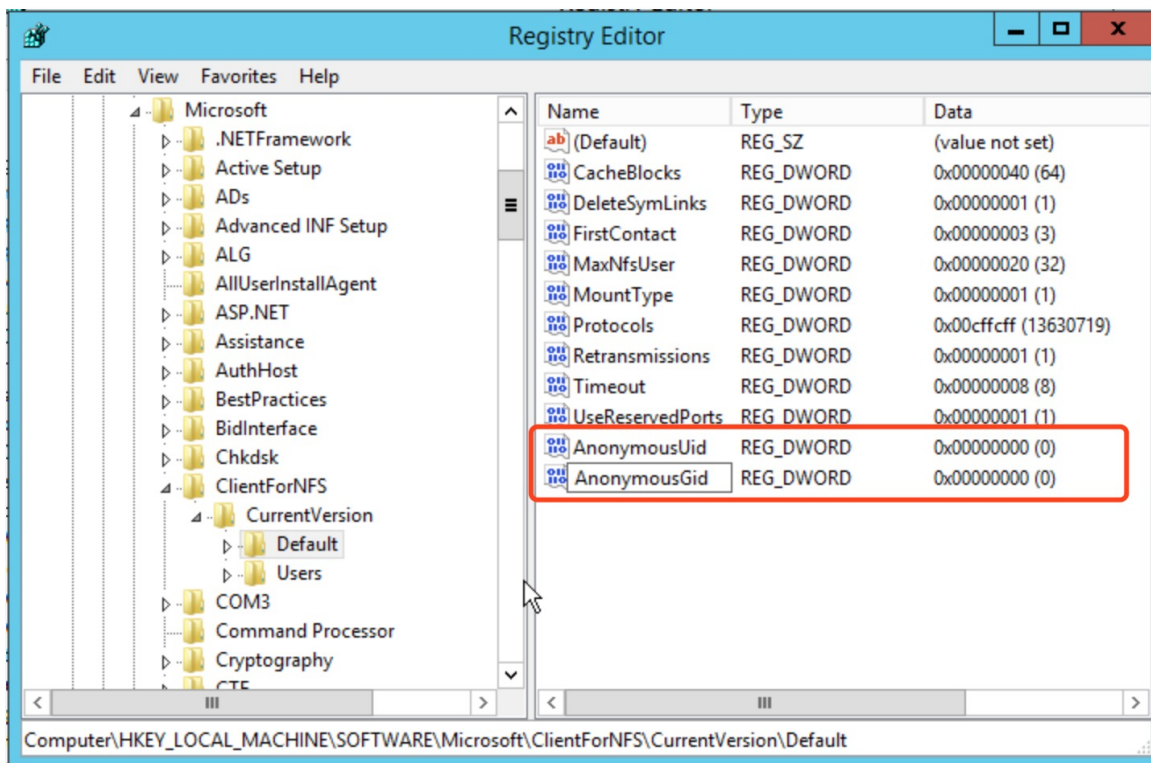 Registry Editor
File Edit View Favorites Help
Microsoft
.NETFramework
Active Setup
ADs
Advanced INF Setup
ALG
AllUserInstallAgent
ASP.NET
Assistance
AuthHost
BestPractices
BidInterface
Chkdsk
ClientForNFS
CurrentVersion
Default
Users
COM3
Command Processor
Cryptography
CTF
Name Type Data
(Default) REG_SZ (value not set)
CacheBlocks REG_DWORD 0x00000040 (64)
DeleteSymLinks REG_DWORD 0x00000001 (1)
FirstContact REG_DWORD 0x00000003 (3)
MaxNfsUser REG_DWORD 0x00000020 (32)
MountType REG_DWORD 0x00000001 (1)
Protocols REG_DWORD 0x00cffcff (13630719)
Retransmissions REG_DWORD 0x00000001 (1)
Timeout REG_DWORD 0x00000008 (8)
UseReservedPorts REG_DWORD 0x00000001 (1)
AnonymousUid REG_DWORD 0x00000000 (0)
AnonymousGid REG_DWORD 0x00000000 (0)
Computer\HKEY_LOCAL_MACHINE\SOFTWARE\Microsoft\ClientForNFS\CurrentVersion\Default